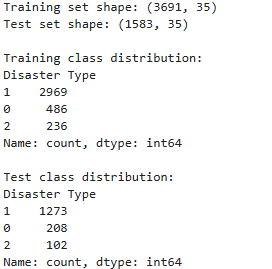 Training set shape: (3691, 35)
Test set shape: (1583, 35)
Training class distribution:
Disaster Type
1    2969
0     486
2     236
Name: count, dtype: int64
Test class distribution:
Disaster Type
1    1273
0     208
2     102
Name: count, dtype: int64